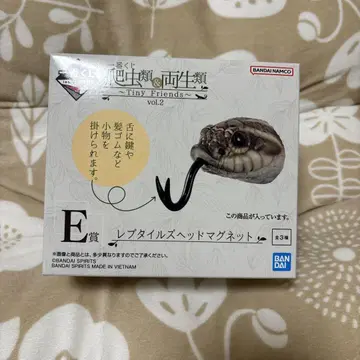 一番くじ
爬虫類&両生類
〜Tiny Friends〜
vol.2
BANDAI NAMCO
舌に鍵や
髪ゴムなど
小物を
掛けられます。
この商品が入っています。
E賞
レプタイルズヘッドマグネット
全3種
※画像と商品とは、多少異なりますのでご了承ください。
©BANDAI SPIRITS
BANDAI SPIRITS MADE IN VIETNAM
BAN
DAI